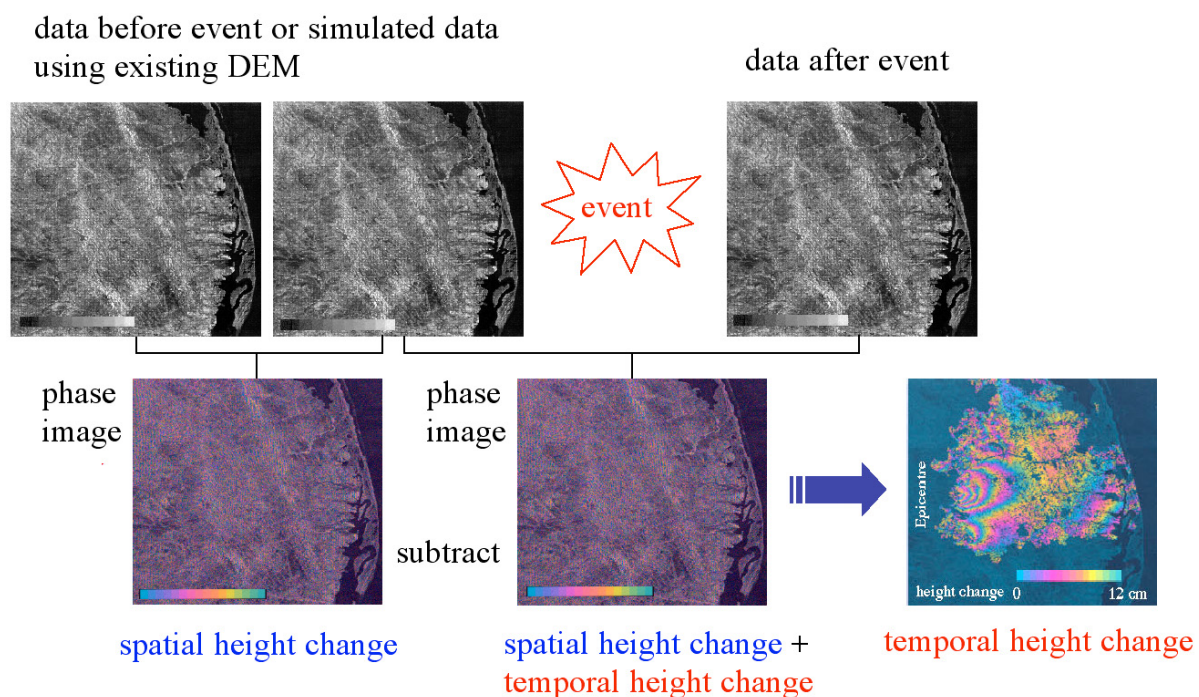 data before event or simulated data
using existing DEM
data after event
event
phase
image
phase
image
subtract
Epicentre
height change 0 12 cm
spatial height change
spatial height change +
temporal height change
temporal height change